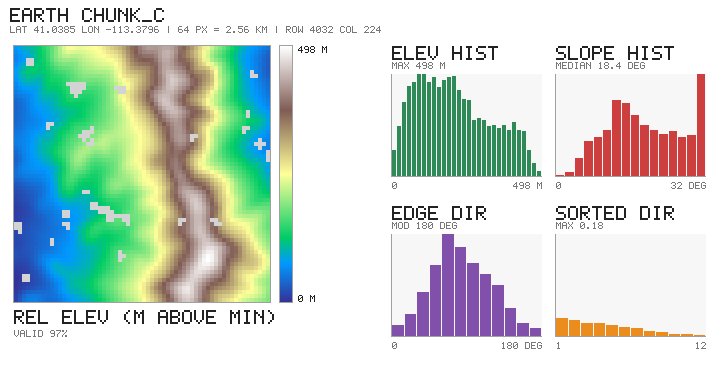 EARTH CHUNK_C
LAT 41.0385 LON -113.3796 | 64 PX = 2.56 KM | ROW 4032 COL 224
498 M
0 M
REL ELEV (M ABOVE MIN)
VALID 97%
ELEV HIST
MAX 498 M
0 498 M
SLOPE HIST
MEDIAN 18.4 DEG
0 32 DEG
EDGE DIR
MOD 180 DEG
0 180 DEG
SORTED DIR
MAX 0.18
1 12